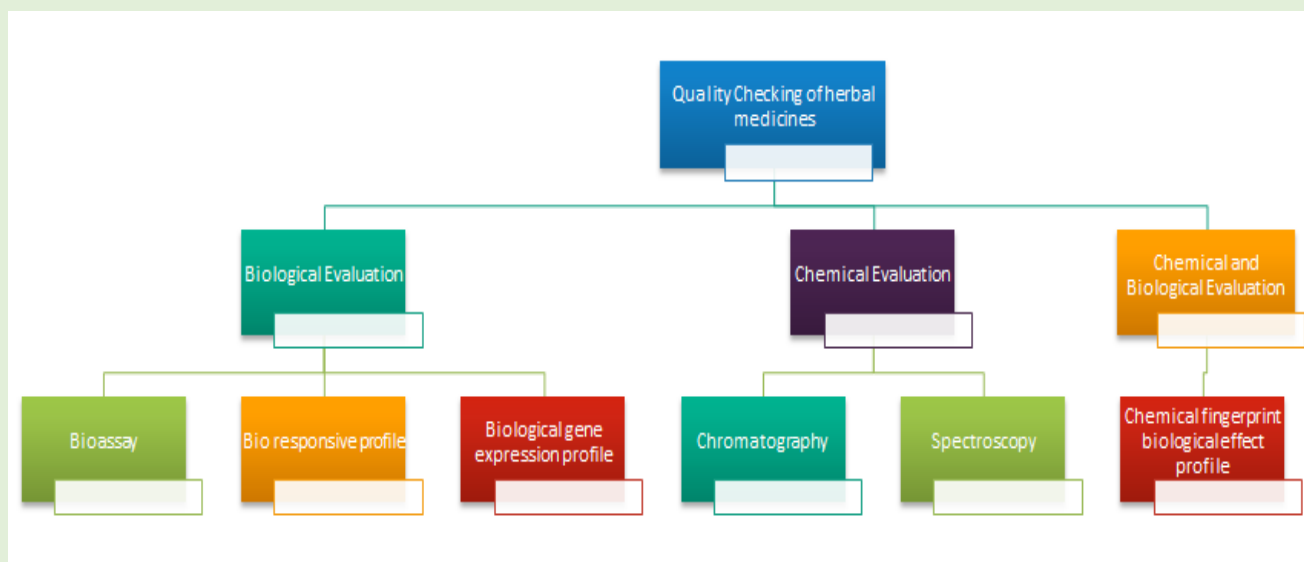 Quality Checking of herbal
medicines
Biological Evaluation
Chemical Evaluation
Chemical and
Biological Evaluation
Bioassay
Bio responsive profile
Biological gene
expression profile
Chromatography
Spectroscopy
Chemical fingerprint
biological effect
profile